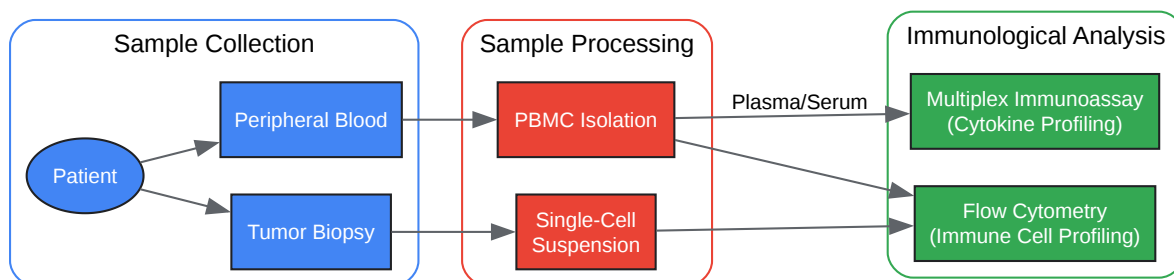 Sample Collection
Sample Processing
Immunological Analysis
Patient
Peripheral Blood
Tumor Biopsy
PBMC Isolation
Single-Cell
Suspension
Plasma/Serum
Multiplex Immunoassay
(Cytokine Profiling)
Flow Cytometry
(Immune Cell Profiling)